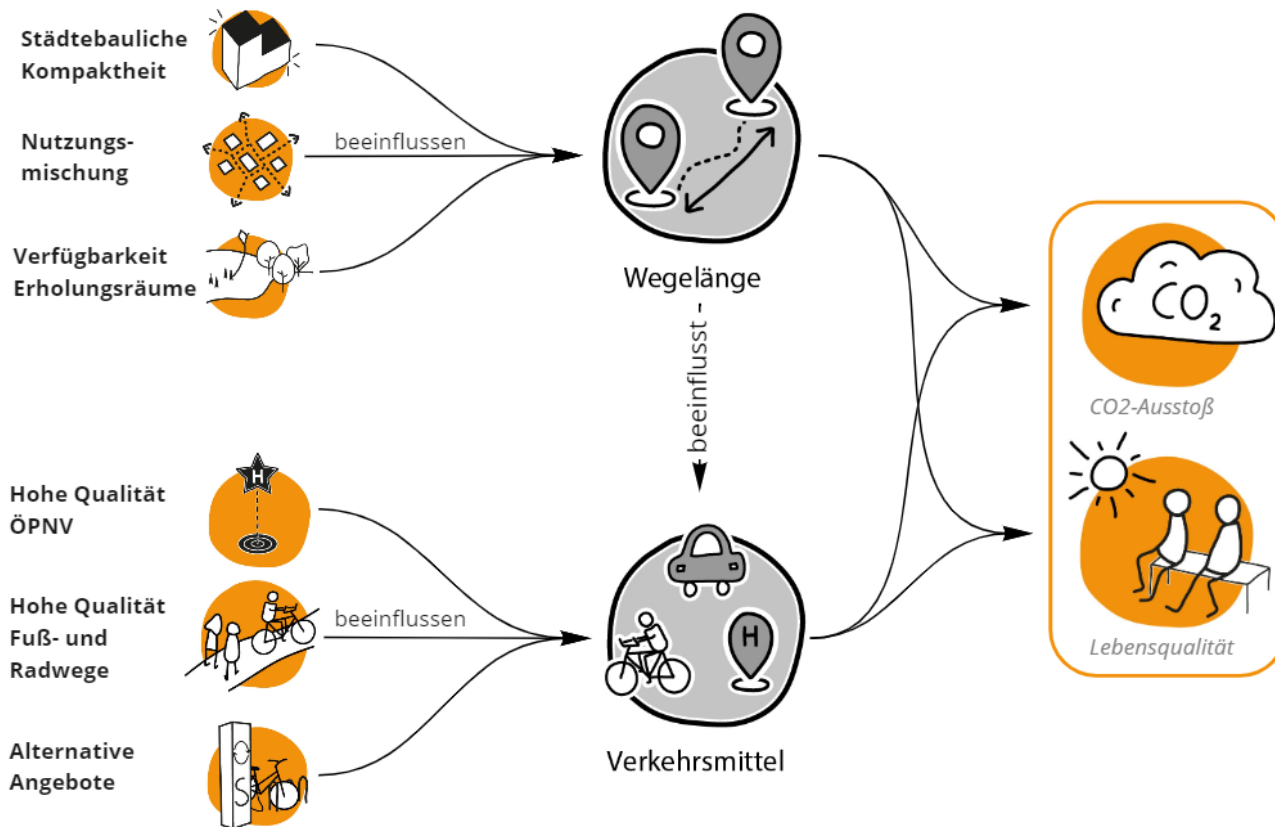 Städtebauliche
Kompaktheit
Nutzungs-
mischung
beeinflussen
Verfügbarkeit
Erholungsräume
Wegelänge
beeinflusst
CO2
CO2-Ausstoß
H
Hohe Qualität
ÖPNV
Hohe Qualität
Fuß- und
Radwege
beeinflussen
H
Lebensqualität
Alternative
Angebote
Verkehrsmittel